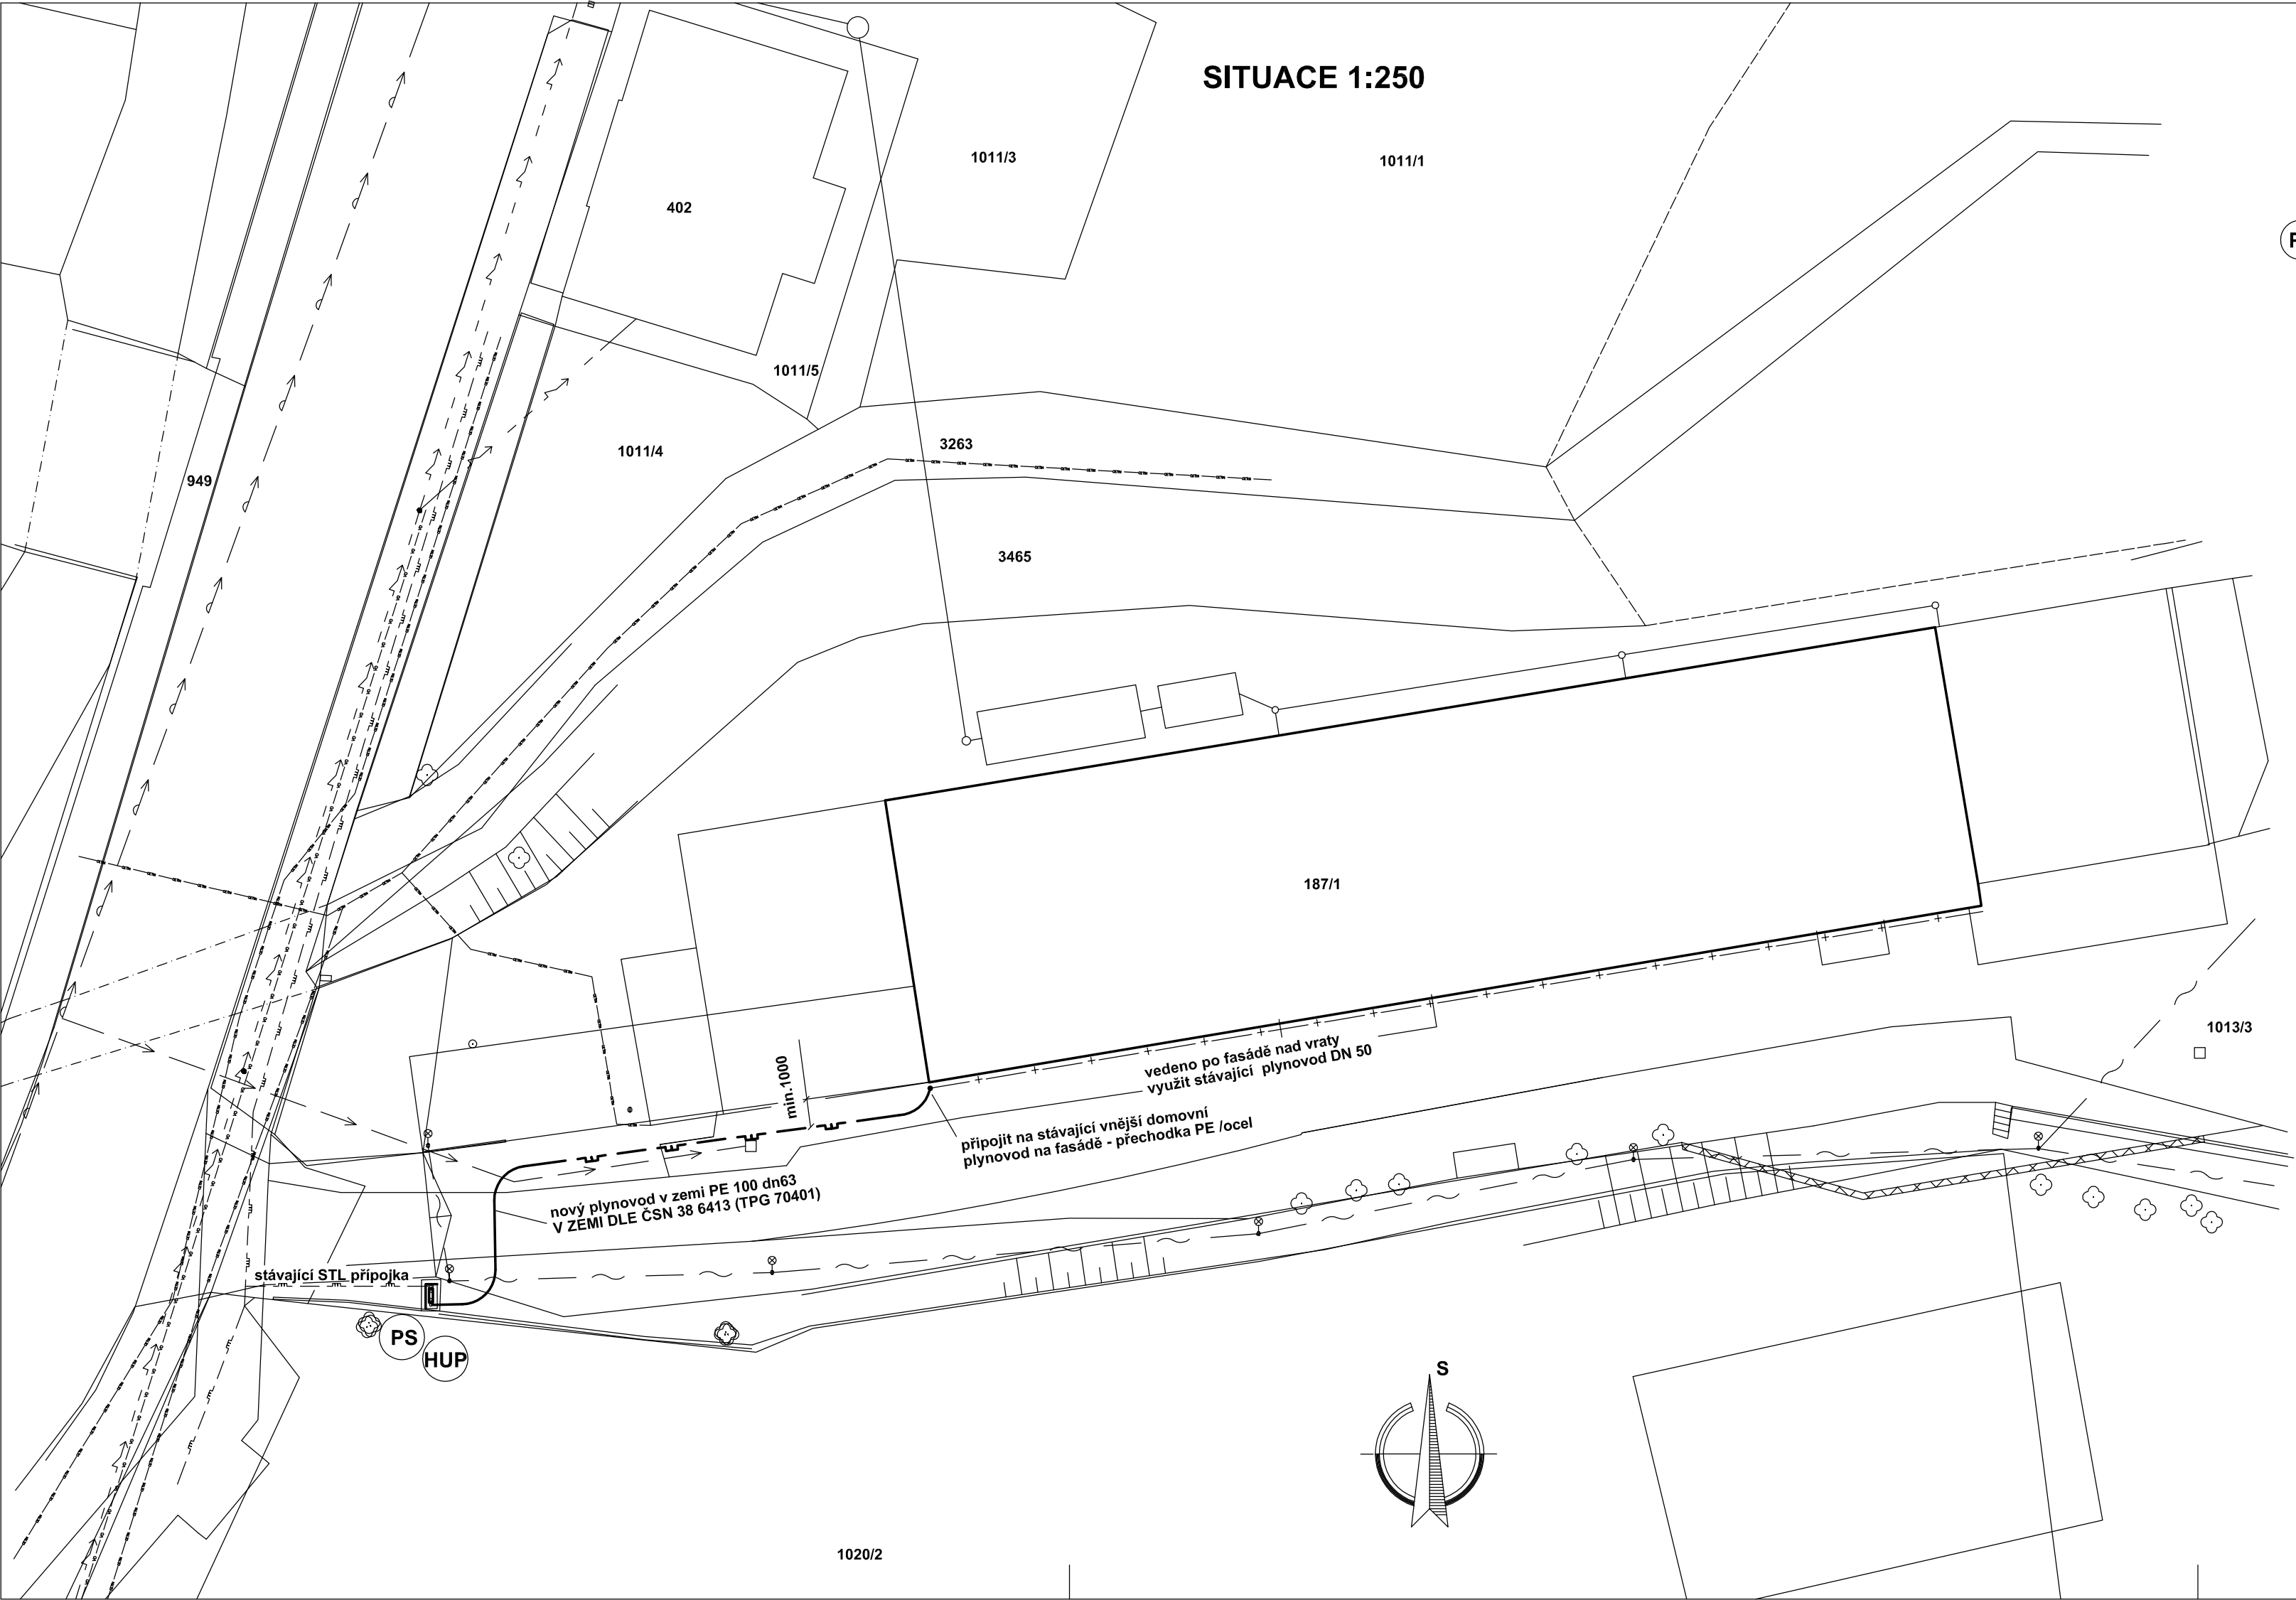 SITUACE 1:250
1011/3
1011/1
402
1011/5
3263
1011/4
949
3465
187/1
1013/3
min.1000
vedeno po fasádě nad vraty
využit stávající plynovod DN 50
připojit na stávající vnější domovní
plynovod na fasádě - přechodka PE /ocel
nový plynovod v zemi PE 100 dn63
V ZEMI DLE ČSN 38 6413 (TPG 70401)
stávající STL přípojka
PS
HUP
S
1020/2